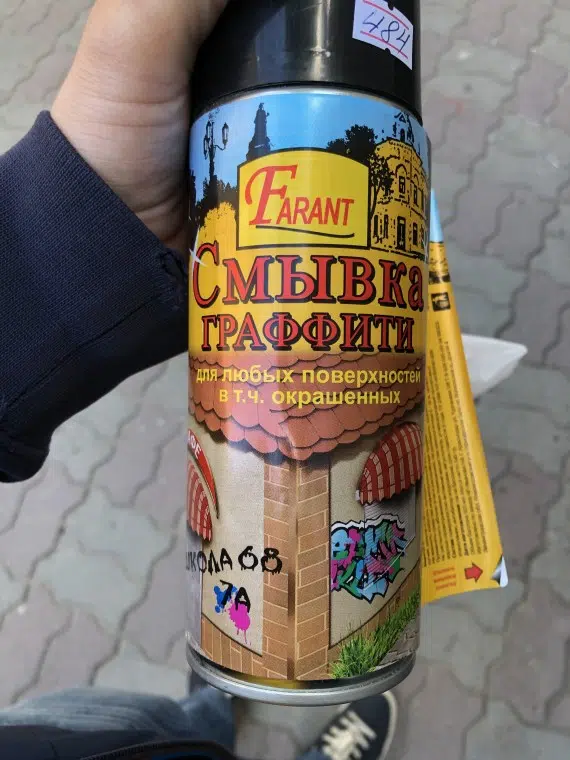 484
FARANT
СМЫВКА
ГРАФФИТИ
для любых поверхностей
в т.ч. окрашенных
ШКОЛА 68
7А